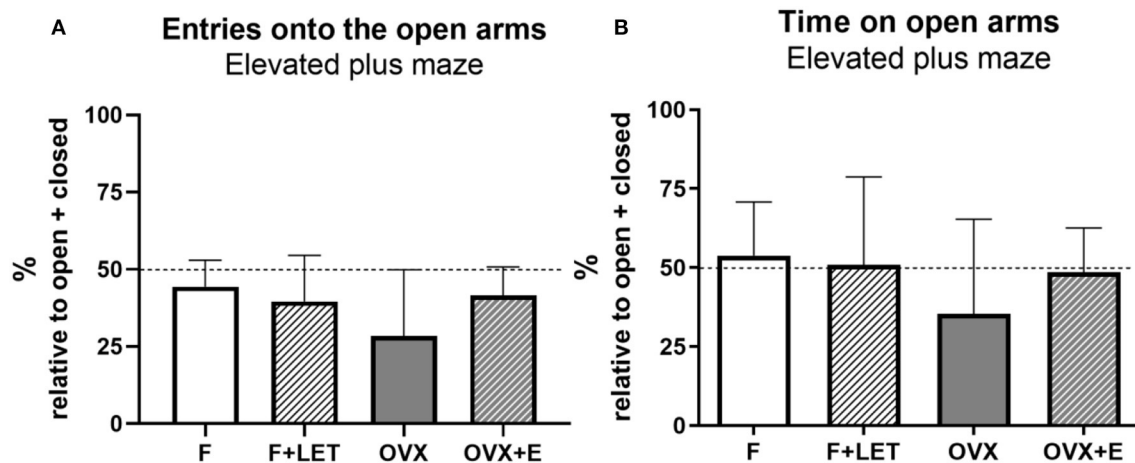 A
Entries onto the open arms
Elevated plus maze
%
relative to open + closed
100
75
50
25
0
F
F+LET
OVX
OVX+E
B
Time on open arms
Elevated plus maze
%
relative to open + closed
100
75
50
25
0
F
F+LET
OVX
OVX+E